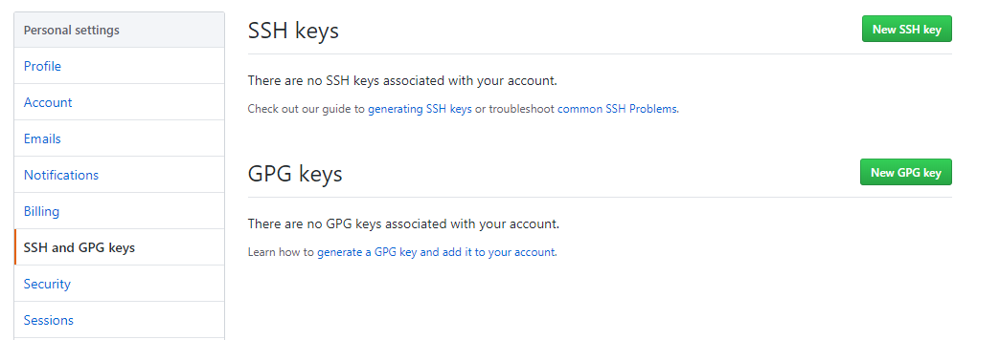 Personal settings
Profile
Account
Emails
Notifications
Billing
SSH and GPG keys
Security
Sessions
SSH keys
New SSH key
There are no SSH keys associated with your account.
Check out our guide to generating SSH keys or troubleshoot common SSH Problems.
GPG keys
New GPG key
There are no GPG keys associated with your account.
Learn how to generate a GPG key and add it to your account.